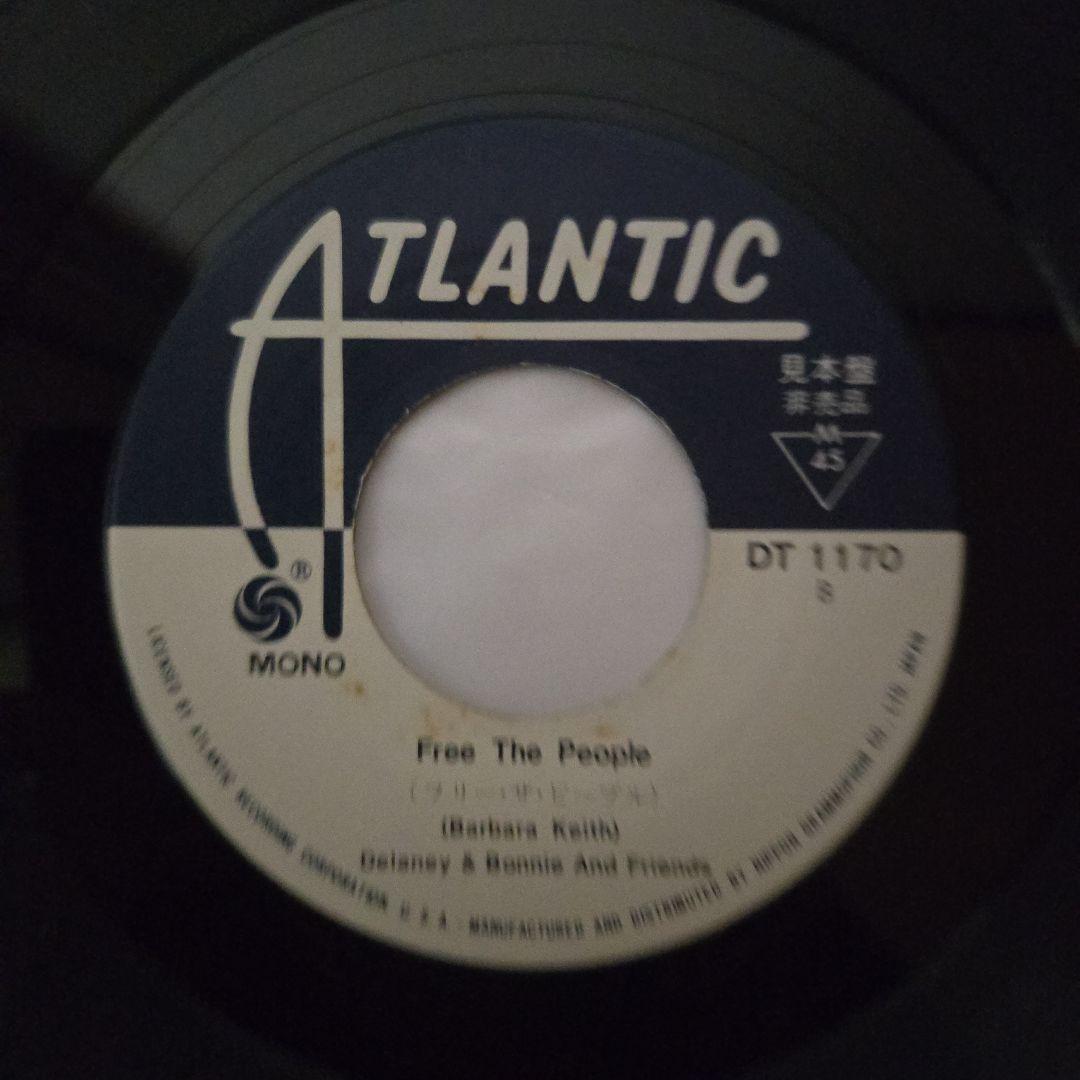 ATLANTIC
見本盤
非売品
M
45
DT 1170
B
®
MONO
Free The People
(フリー・ザ・ピープル)
(Barbara Keith)
Delaney & Bonnie And Friends
LICENSED BY ATLANTIC RECORDING CORPORATION, U.S.A. · MANUFACTURED AND DISTRIBUTED BY NIPPON GRAMMOPHON CO., LTD JAPAN